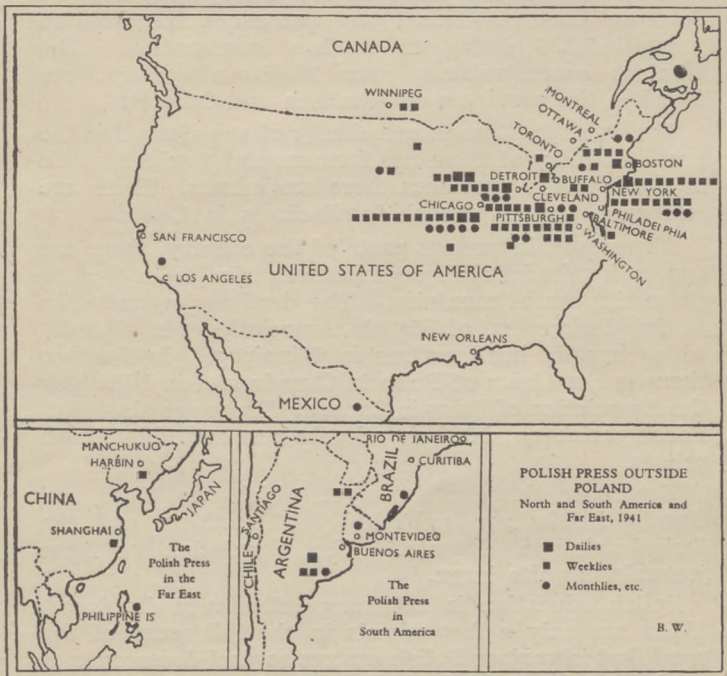 CANADA
WINNIPEG
MONTREAL
OTTAWA
TORONTO
DETROIT
BUFFALO
BOSTON
CLEVELAND
NEW YORK
CHICAGO
PITTSBURGH
PHILADELPHIA
BALTIMORE
WASHINGTON
SAN FRANCISCO
LOS ANGELES
UNITED STATES OF AMERICA
NEW ORLEANS
MEXICO
MANCHUKUO
HARBIN
CHINA
JAPAN
SHANGHAI
The
Polish Press
in the
Far East
PHILIPPINE IS
RIO DE JANEIRO
CURITIBA
BRAZIL
SANTIAGO
ARGENTINA
CHILE
MONTEVIDEO
BUENOS AIRES
The
Polish Press
in
South America
POLISH PRESS OUTSIDE
POLAND
North and South America and
Far East, 1941
Dailies
Weeklies
Monthlies, etc.
B. W.